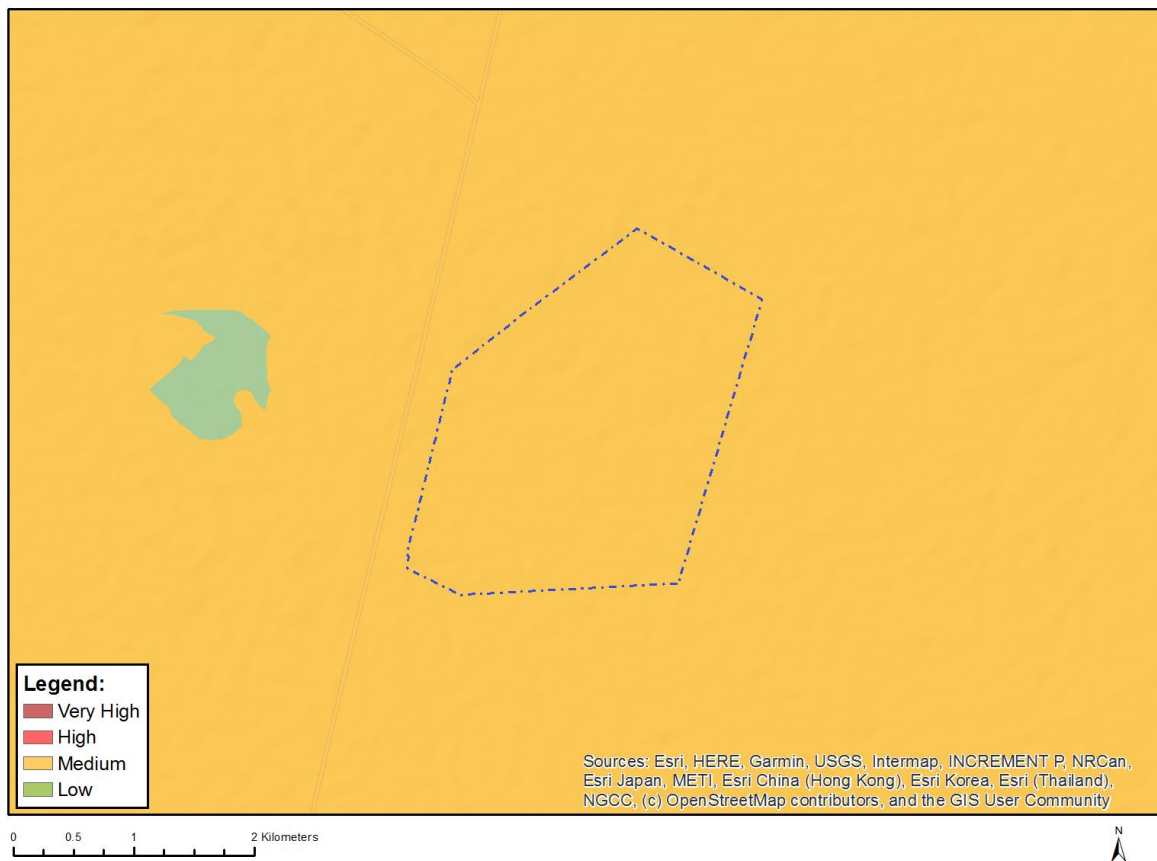 Legend:
Very High
High
Medium
Low
Sources: Esri, HERE, Garmin, USGS, Intermap, INCREMENT P, NRCan,
Esri Japan, METI, Esri China (Hong Kong), Esri Korea, Esri (Thailand),
NGCC, (c) OpenStreetMap contributors, and the GIS User Community
0 0.5 1 2 Kilometers
N